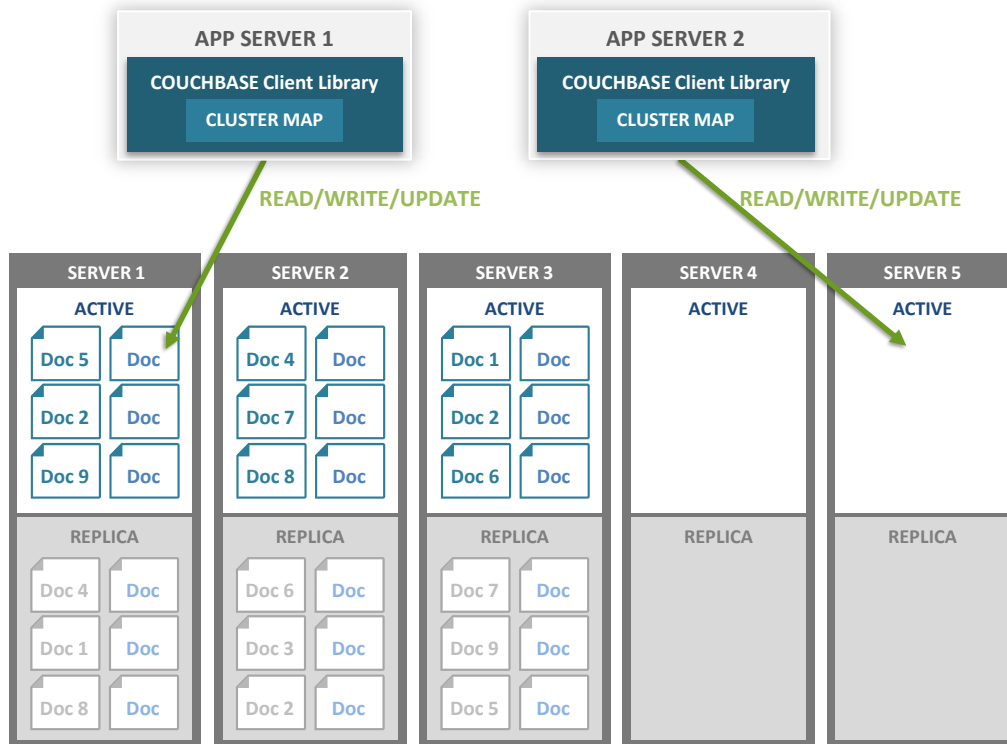 APP SERVER 1
COUCHBASE Client Library
CLUSTER MAP
APP SERVER 2
COUCHBASE Client Library
CLUSTER MAP
READ/WRITE/UPDATE
READ/WRITE/UPDATE
SERVER 1
ACTIVE
Doc 5 Doc
Doc 2 Doc
Doc 9 Doc
REPLICA
Doc 4 Doc
Doc 1 Doc
Doc 8 Doc
SERVER 2
ACTIVE
Doc 4 Doc
Doc 7 Doc
Doc 8 Doc
REPLICA
Doc 6 Doc
Doc 3 Doc
Doc 2 Doc
SERVER 3
ACTIVE
Doc 1 Doc
Doc 2 Doc
Doc 6 Doc
REPLICA
Doc 7 Doc
Doc 9 Doc
Doc 5 Doc
SERVER 4
ACTIVE
REPLICA
SERVER 5
ACTIVE
REPLICA